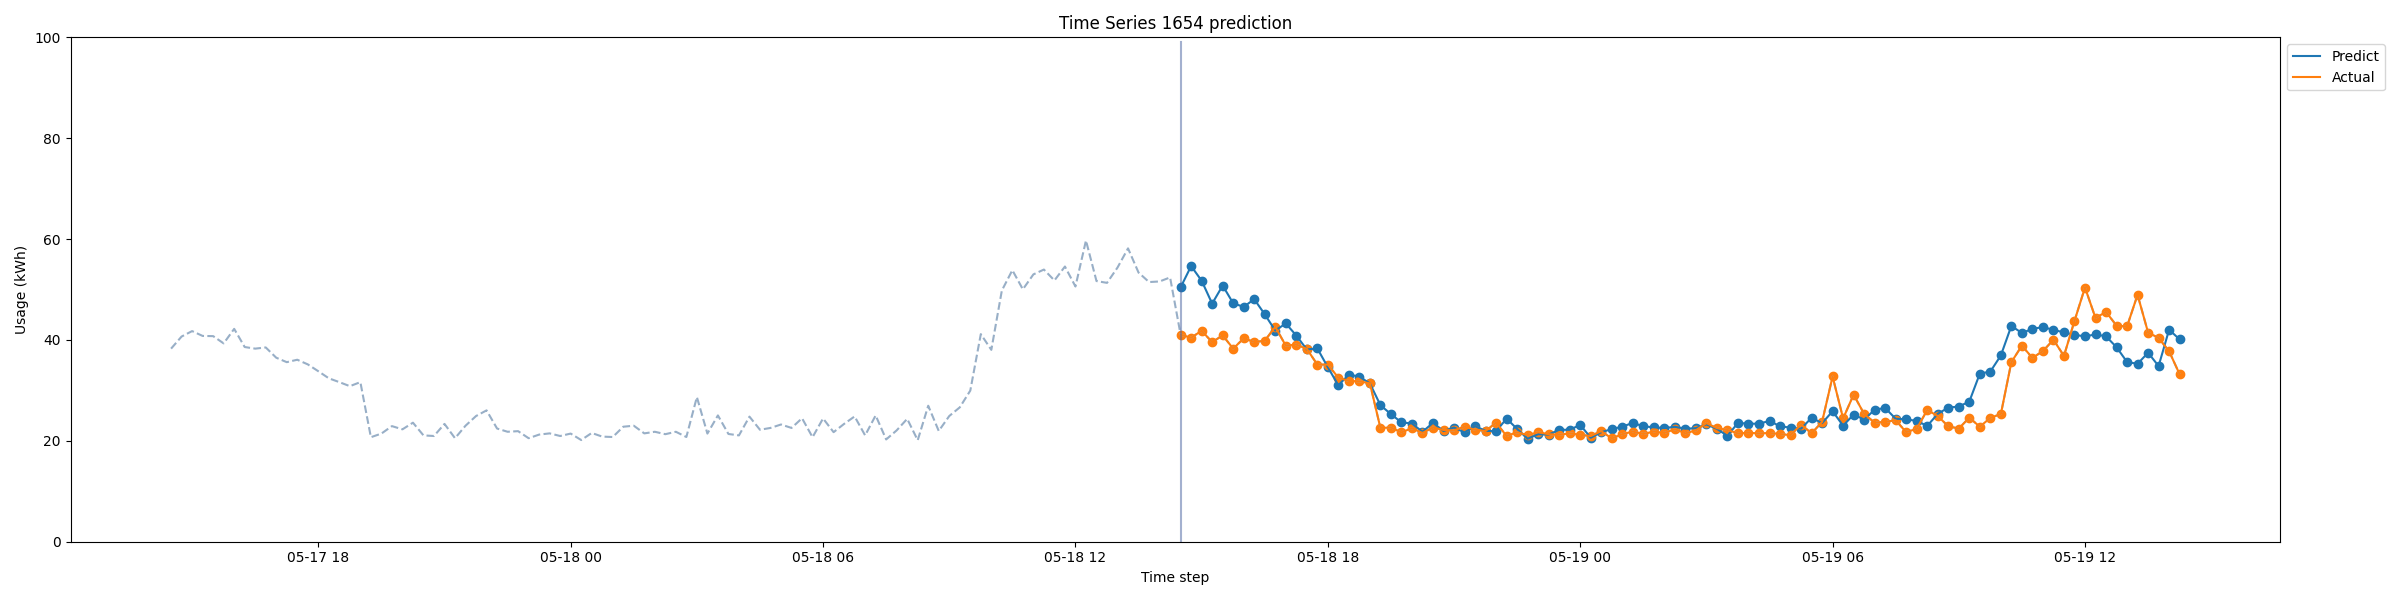 Time Series 1654 prediction
Usage (kWh)
100
80
60
40
20
0
05-17 18
05-18 00
05-18 06
05-18 12
05-18 18
05-19 00
05-19 06
05-19 12
Time step
Predict
Actual